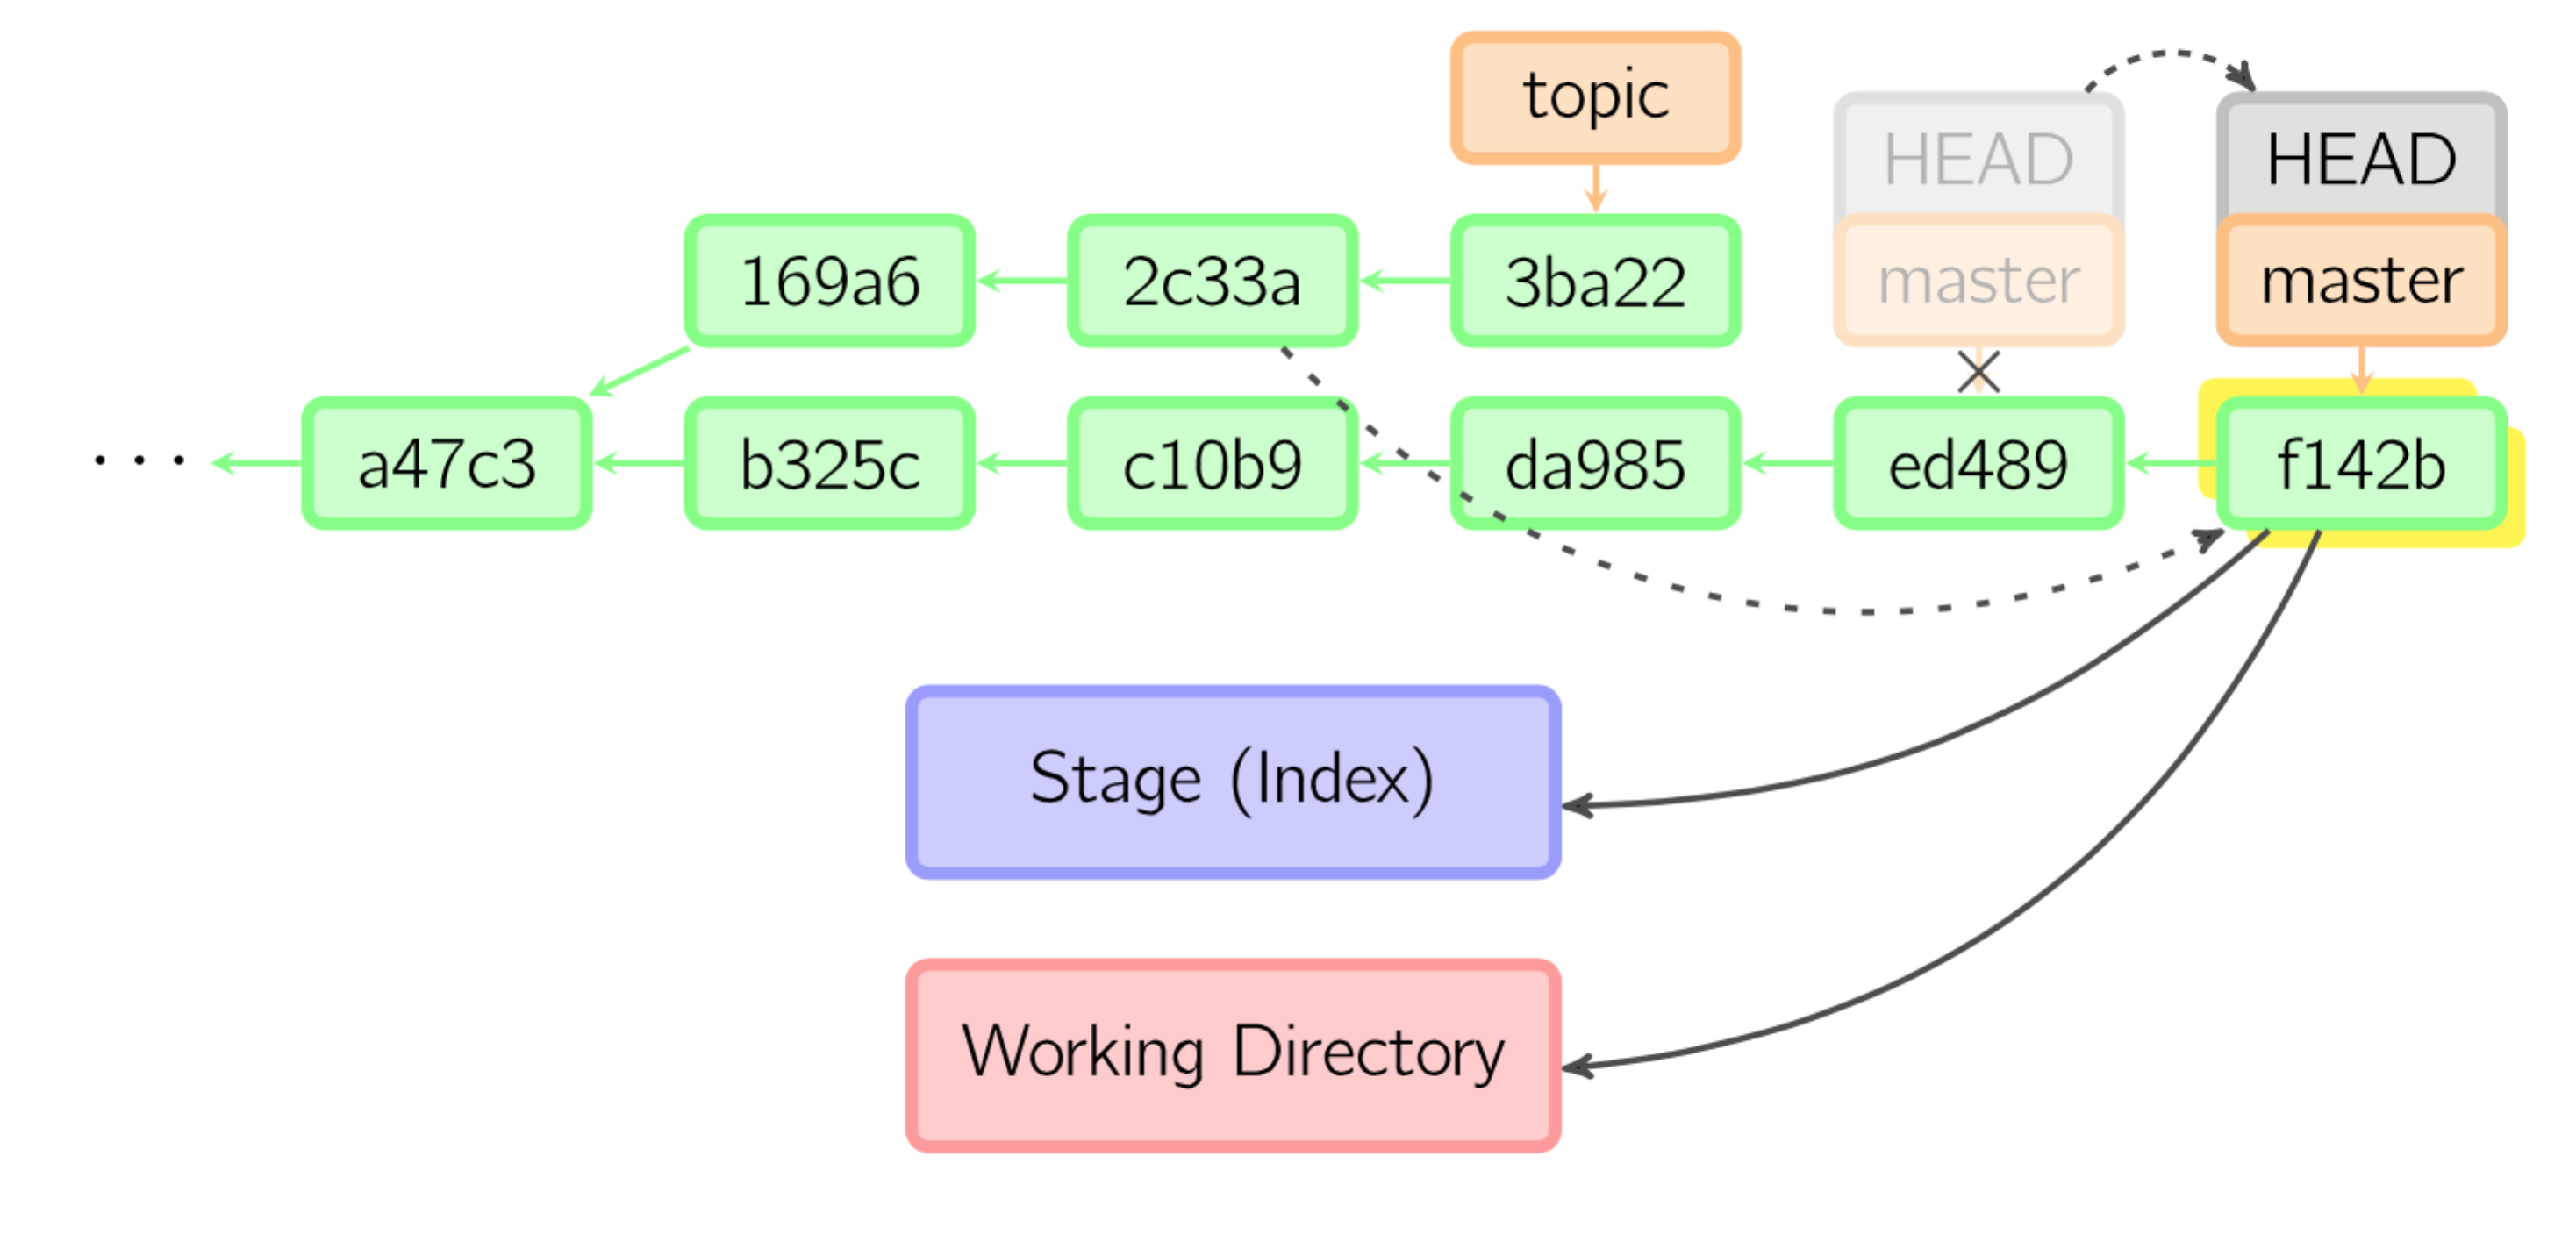 topic
HEAD HEAD
169a6 2c33a 3ba22 master master
... a47c3 b325c c10b9 da985 ed489 f142b
Stage (Index)
Working Directory